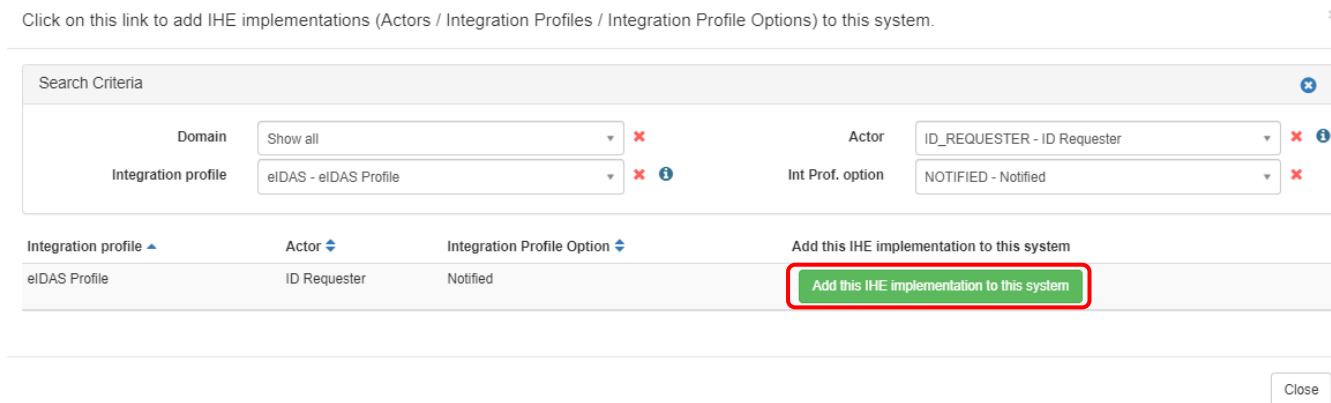 Click on this link to add IHE implementations (Actors / Integration Profiles / Integration Profile Options) to this system.
Search Criteria
Domain Show all Actor ID_REQUESTER - ID Requester
Integration profile eIDAS - eIDAS Profile Int Prof. option NOTIFIED - Notified
Integration profile Actor Integration Profile Option Add this IHE implementation to this system
eIDAS Profile ID Requester Notified Add this IHE implementation to this system
Close